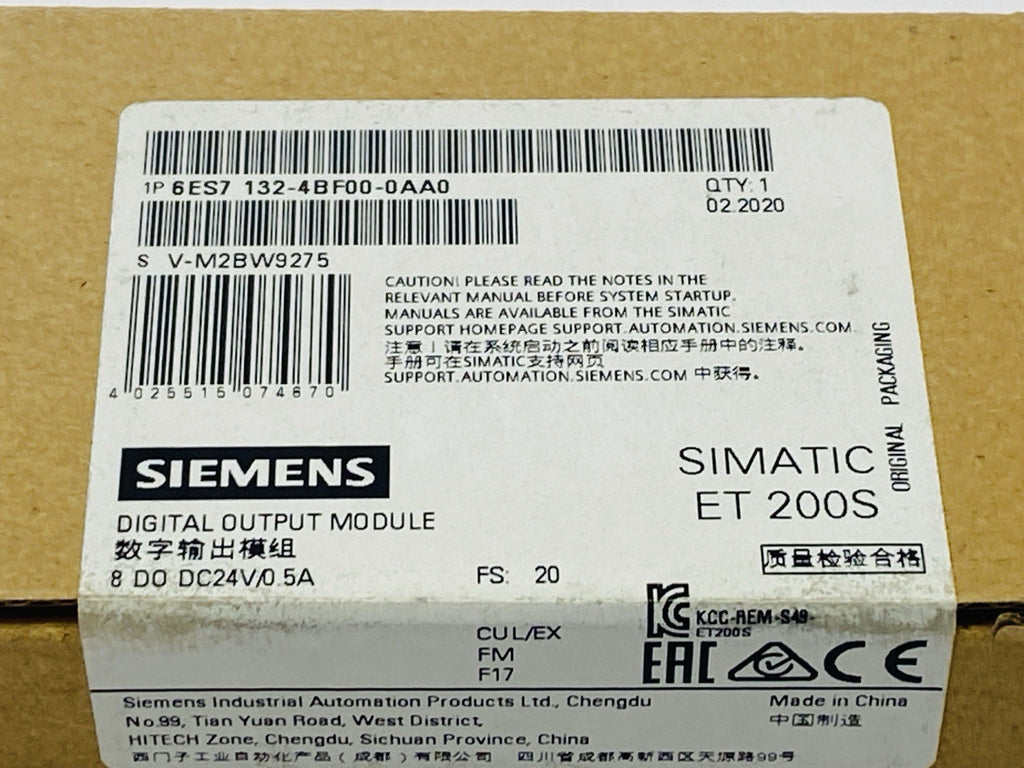 1P 6ES7 132-4BF00-0AA0
QTY: 1
02.2020
S V-M2BW9275
CAUTION! PLEASE READ THE NOTES IN THE
RELEVANT MANUAL BEFORE SYSTEM STARTUP.
MANUALS ARE AVAILABLE FROM THE SIMATIC
SUPPORT HOMEPAGE SUPPORT.AUTOMATION.SIEMENS.COM.
注意！请在系统启动之前阅读相应手册中的注释。
手册可在SIMATIC支持网页
SUPPORT.AUTOMATION.SIEMENS.COM 中获得。
4 025515 074670
ORIGINAL PACKAGING
SIEMENS
SIMATIC
ET 200S
DIGITAL OUTPUT MODULE
数字输出模组
8 DO DC24V/0.5A
FS: 20
质量检验合格
KC KCC-REM-S49-
ET200S
CUL/EX
FM
F17
EAC CE
Siemens Industrial Automation Products Ltd., Chengdu
No.99, Tian Yuan Road, West District,
HITECH Zone, Chengdu, Sichuan Province, China
Made in China
中国制造
西门子工业自动化产品（成都）有限公司 四川省成都高新西区天源路99号